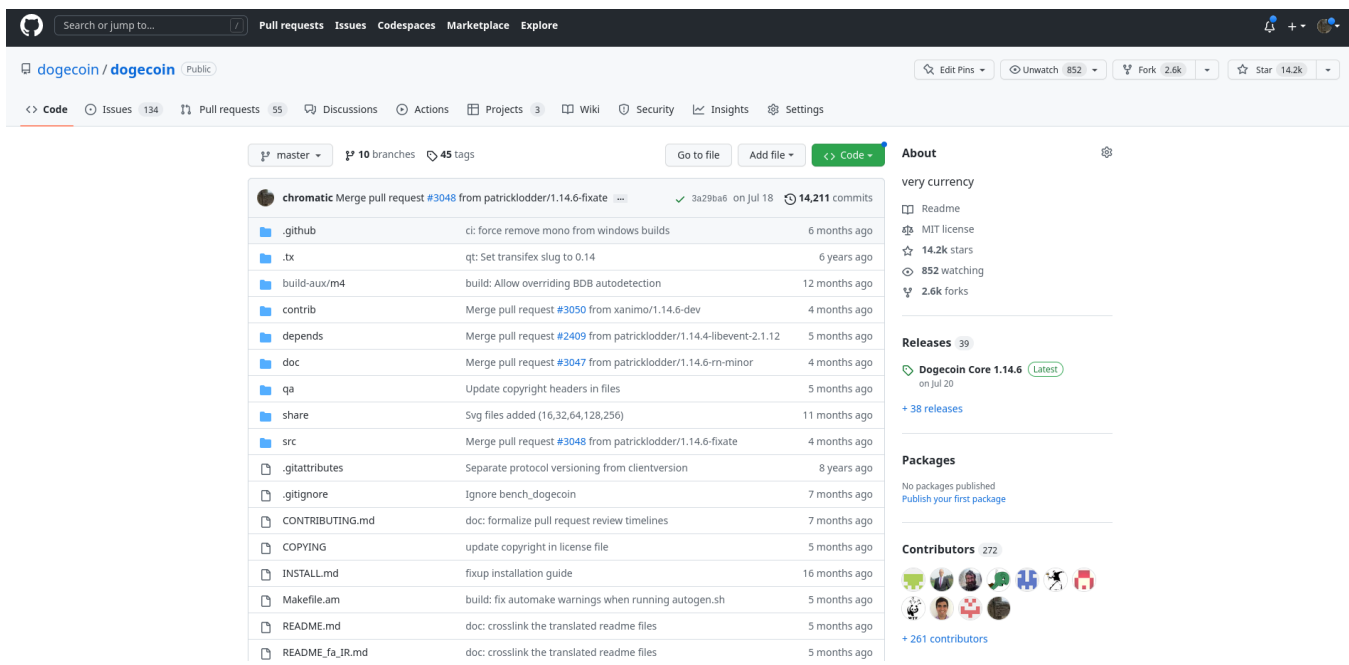 Search or jump to... / Pull requests Issues Codespaces Marketplace Explore
dogecoin / dogecoin Public Edit Pins Unwatch 852 Fork 2.6k Star 14.2k
Code Issues 134 Pull requests 55 Discussions Actions Projects 3 Wiki Security Insights Settings
master 10 branches 45 tags Go to file Add file Code
chromatic Merge pull request #3048 from patricklodder/1.14.6-fixate ... 3a29ba6 on Jul 18 14,211 commits
.github ci: force remove mono from windows builds 6 months ago
.tx qt: Set transifex slug to 0.14 6 years ago
build-aux/m4 build: Allow overriding BDB autodetection 12 months ago
contrib Merge pull request #3050 from xanimo/1.14.6-dev 4 months ago
depends Merge pull request #2409 from patricklodder/1.14.4-libevent-2.1.12 5 months ago
doc Merge pull request #3047 from patricklodder/1.14.6-rn-minor 4 months ago
qa Update copyright headers in files 5 months ago
share Svg files added (16,32,64,128,256) 11 months ago
src Merge pull request #3048 from patricklodder/1.14.6-fixate 4 months ago
.gitattributes Separate protocol versioning from clientversion 8 years ago
.gitignore Ignore bench_dogecoin 7 months ago
CONTRIBUTING.md doc: formalize pull request review timelines 7 months ago
COPYING update copyright in license file 5 months ago
INSTALL.md fixup installation guide 16 months ago
Makefile.am build: fix automake warnings when running autogen.sh 5 months ago
README.md doc: crosslink the translated readme files 5 months ago
README_fa_IR.md doc: crosslink the translated readme files 5 months ago
About
very currency
Readme
MIT license
14.2k stars
852 watching
2.6k forks
Releases 39
Dogecoin Core 1.14.6 Latest
on Jul 20
+ 38 releases
Packages
No packages published
Publish your first package
Contributors 272
+ 261 contributors